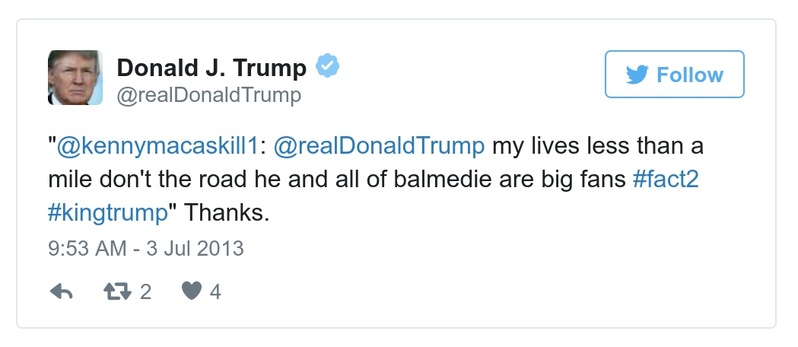 Donald J. Trump
@realDonaldTrump
Follow
"@kennymacaskill1: @realDonaldTrump my lives less than a
mile don't the road he and all of balmedie are big fans #fact2
#kingtrump" Thanks.
9:53 AM - 3 Jul 2013
2 4